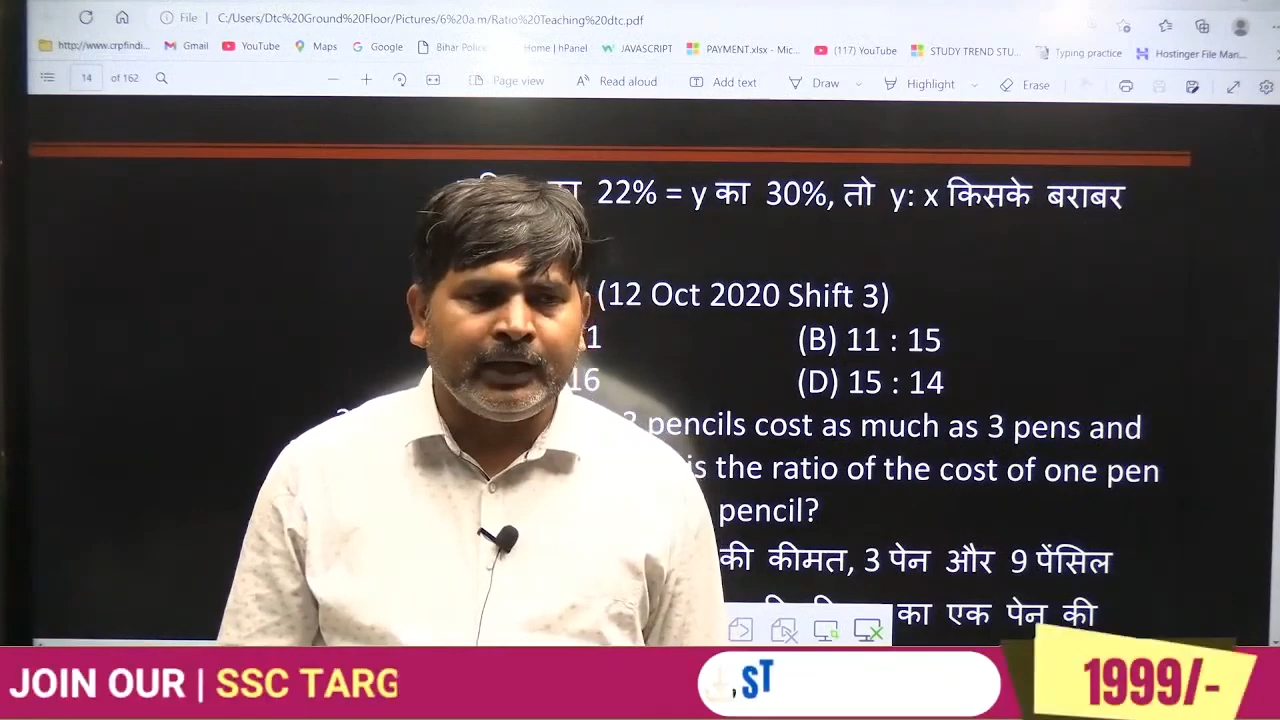 File C:/Users/Dtc%20Ground%20Floor/Pictures/6%20a.m/Ratio%20Teaching%20dtc.pdf
http://www.crpfindi... Gmail YouTube Maps Google Bihar Police Home | hPanel JAVASCRIPT PAYMENT.xlsx - Mic... (117) YouTube STUDY TREND STU... Typing practice Hostinger File Man...
14 of 162 Page view Read aloud Add text Draw Highlight Erase
22% = y का 30%, तो y: x किसके बराबर
(12 Oct 2020 Shift 3)
1 (B) 11 : 15
16 (D) 15 : 14
pencils cost as much as 3 pens and
is the ratio of the cost of one pen
pencil?
की कीमत, 3 पेन और 9 पेंसिल
का एक पेन की
JOIN OUR | SSC TARG , ST 1999/-